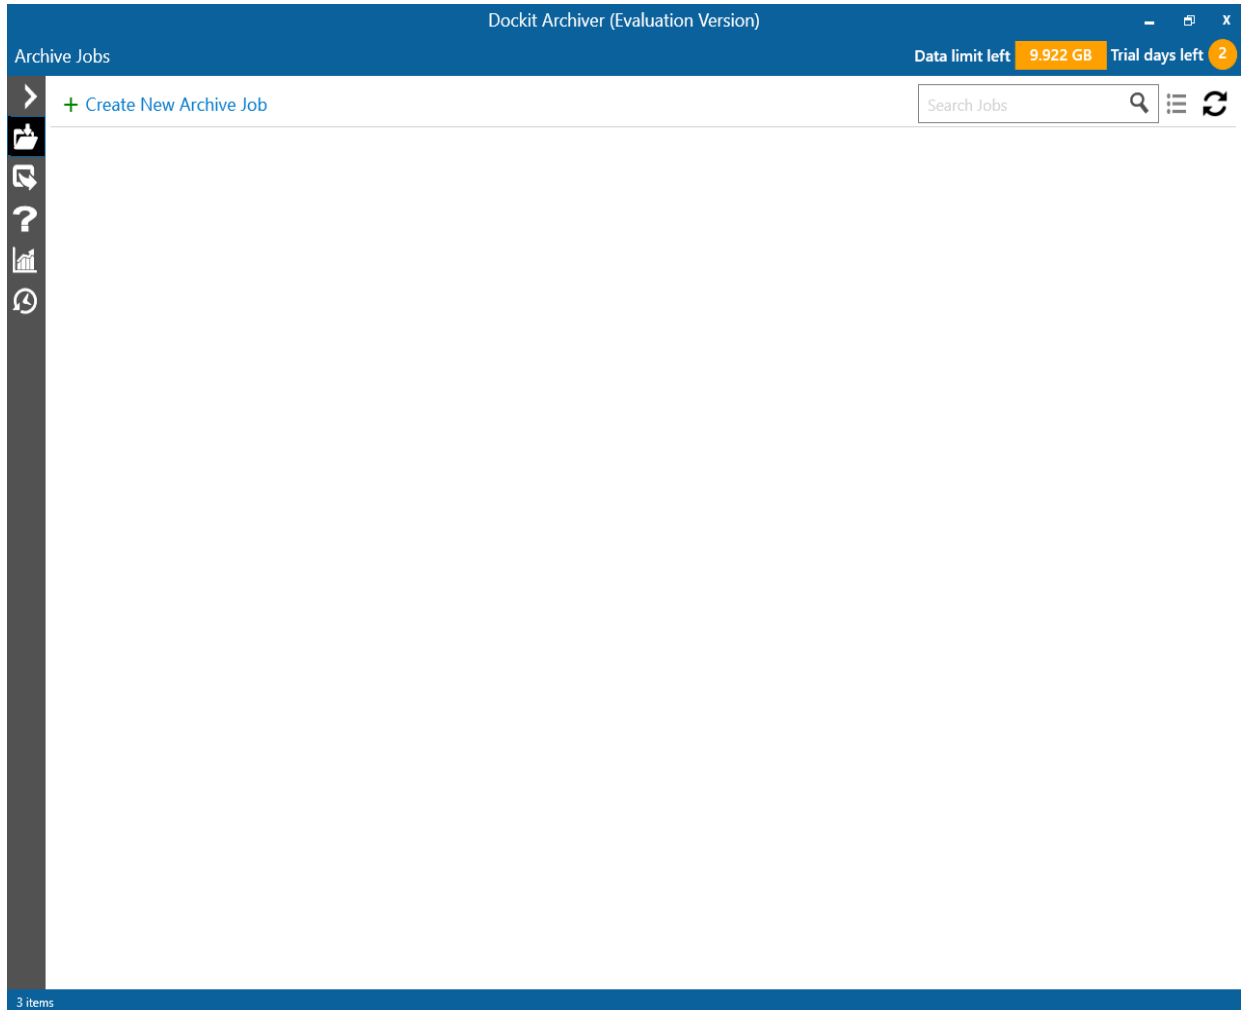 Dockit Archiver (Evaluation Version)
Archive Jobs
Data limit left 9.922 GB Trial days left 2
+ Create New Archive Job
Search Jobs
3 items